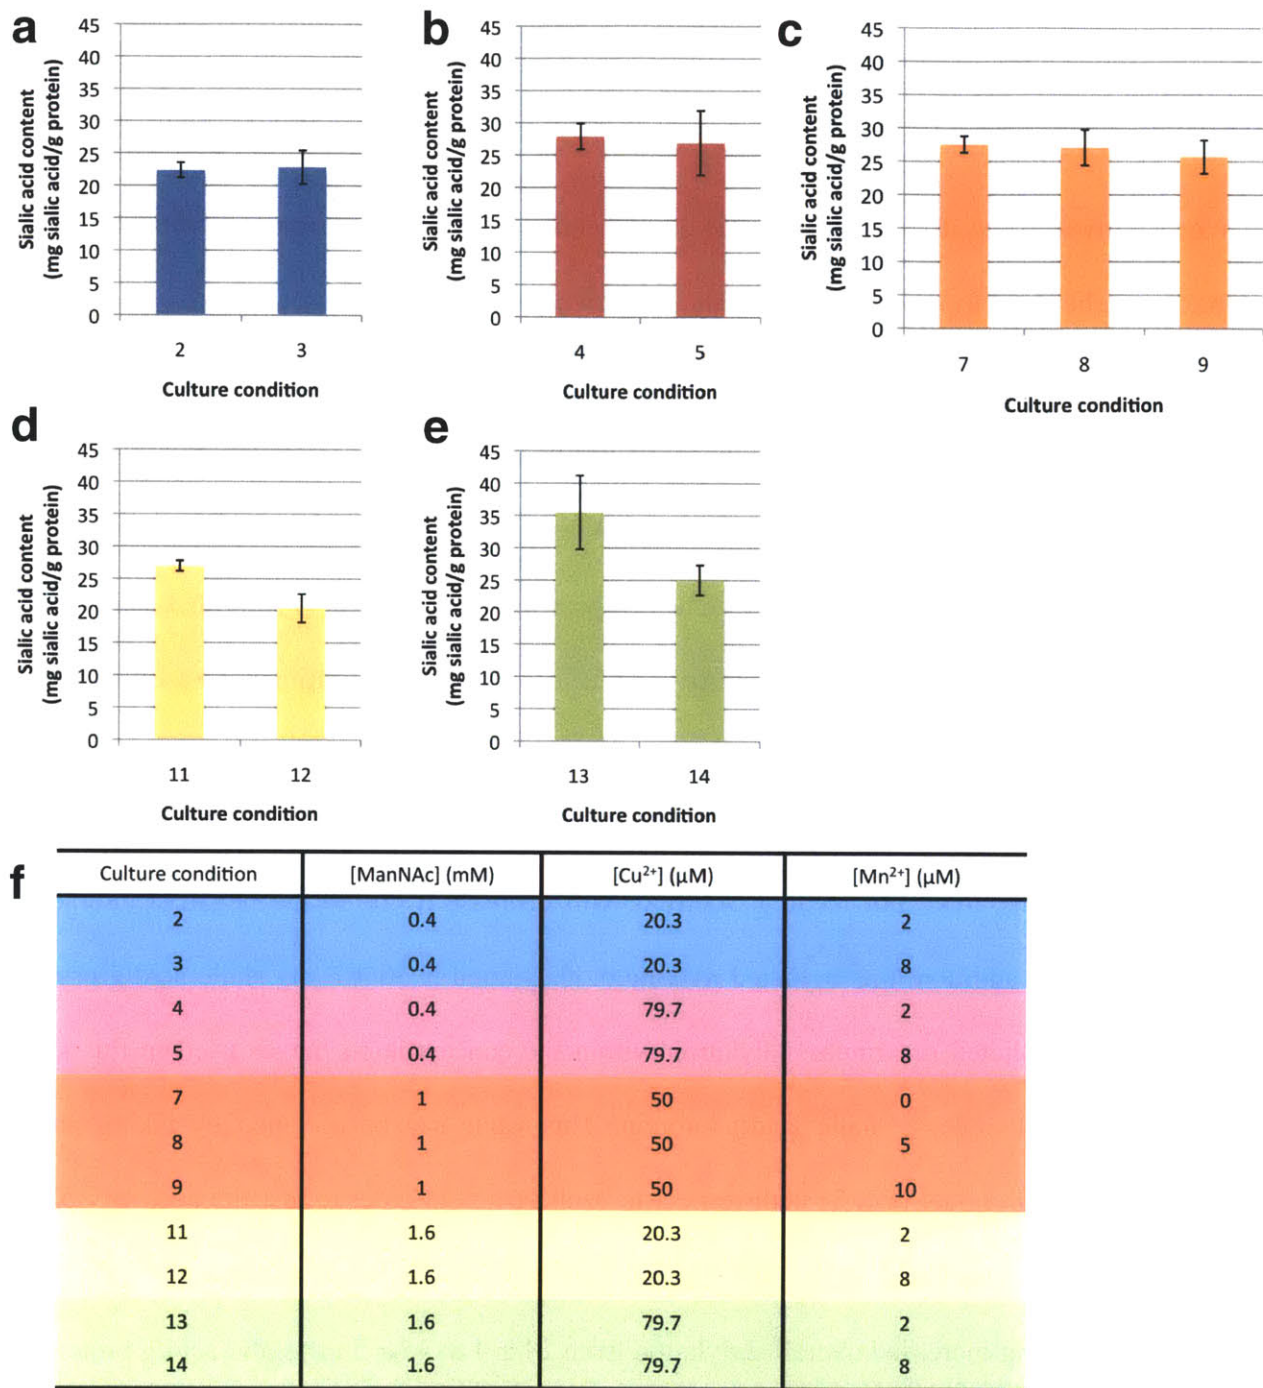 a
45
40
35
30
25
20
15
10
5
0
Sialic acid content
(mg sialic acid/g protein)
2 3
Culture condition
b
45
40
35
30
25
20
15
10
5
0
Sialic acid content
(mg sialic acid/g protein)
4 5
Culture condition
c
45
40
35
30
25
20
15
10
5
0
Sialic acid content
(mg sialic acid/g protein)
7 8 9
Culture condition
d
45
40
35
30
25
20
15
10
5
0
Sialic acid content
(mg sialic acid/g protein)
11 12
Culture condition
e
45
40
35
30
25
20
15
10
5
0
Sialic acid content
(mg sialic acid/g protein)
13 14
Culture condition
f
Culture condition [ManNAc] (mM) [Cu²⁺] (µM) [Mn²⁺] (µM)
2 0.4 20.3 2
3 0.4 20.3 8
4 0.4 79.7 2
5 0.4 79.7 8
7 1 50 0
8 1 50 5
9 1 50 10
11 1.6 20.3 2
12 1.6 20.3 8
13 1.6 79.7 2
14 1.6 79.7 8